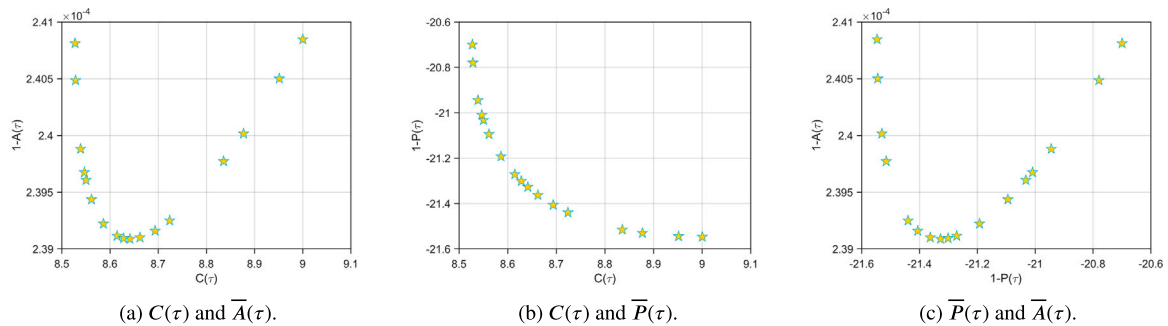 ×10⁻⁴
2.41
2.405
2.4
2.395
2.39
1-A(τ)
8.5 8.6 8.7 8.8 8.9 9 9.1
C(τ)
(a) C(τ) and A̅(τ).
-20.6
-20.8
-21
-21.2
-21.4
-21.6
1-P(τ)
8.5 8.6 8.7 8.8 8.9 9 9.1
C(τ)
(b) C(τ) and P̅(τ).
×10⁻⁴
2.41
2.405
2.4
2.395
2.39
1-A(τ)
-21.6 -21.4 -21.2 -21 -20.8 -20.6
1-P(τ)
(c) P̅(τ) and A̅(τ).